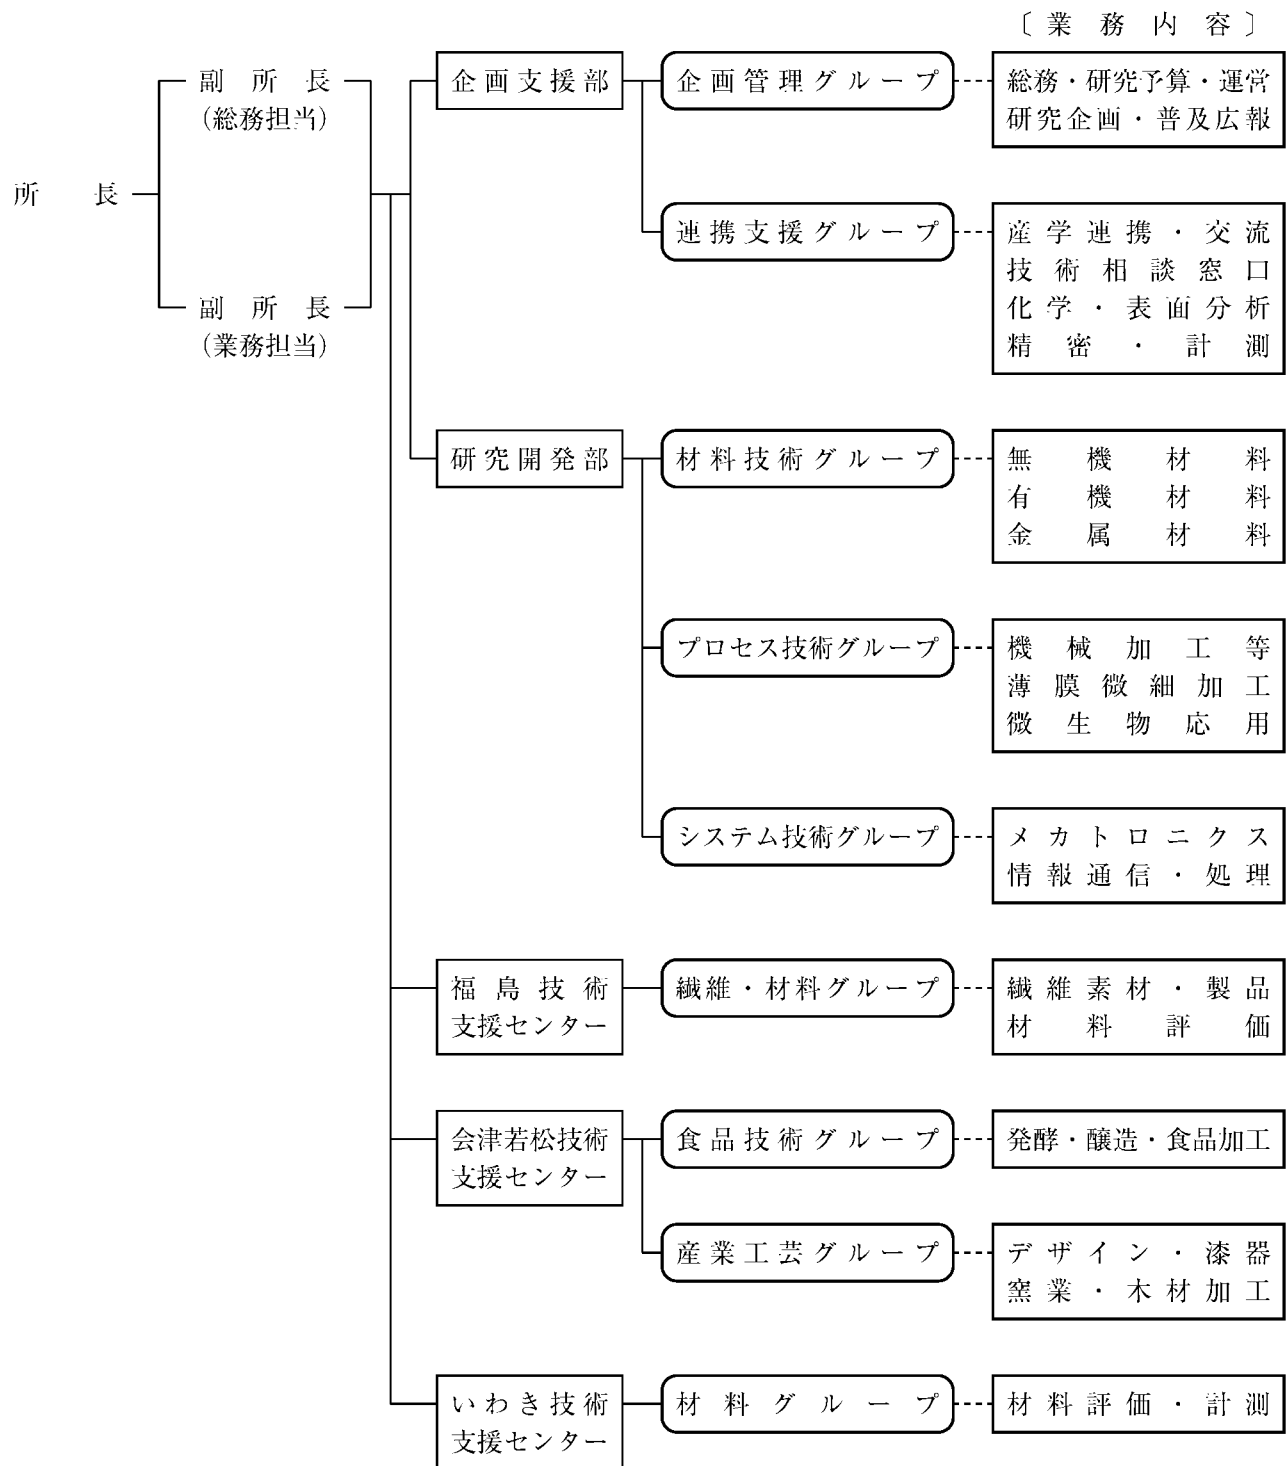 〔業務内容〕
所長
副所長
(総務担当)
副所長
(業務担当)
企画支援部
企画管理グループ
総務・研究予算・運営
研究企画・普及広報
連携支援グループ
産学連携・交流
技術相談窓口
化学・表面分析
精密・計測
研究開発部
材料技術グループ
無機材料
有機材料
金属材料
プロセス技術グループ
機械加工等
薄膜微細加工
微生物応用
システム技術グループ
メカトロニクス
情報通信・処理
福島技術
支援センター
繊維・材料グループ
繊維素材・製品
材料評価
会津若松技術
支援センター
食品技術グループ
発酵・醸造・食品加工
産業工芸グループ
デザイン・漆器
窯業・木材加工
いわき技術
支援センター
材料グループ
材料評価・計測